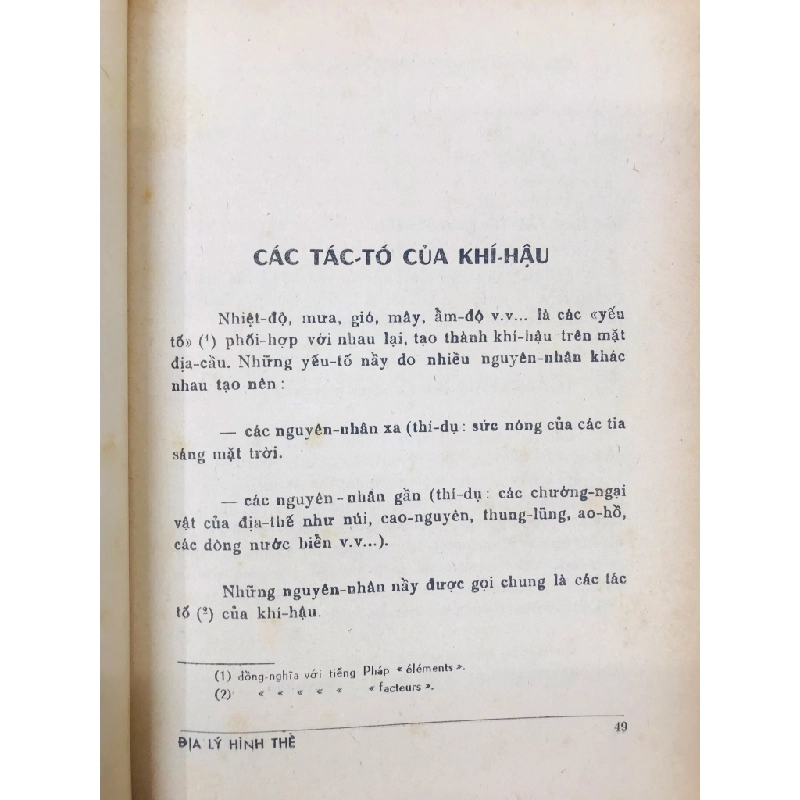 CÁC TÁC-TỐ CỦA KHÍ-HẬU
Nhiệt-độ, mưa, gió, mây, ẩm-độ v.v... là các «yếu
tố» (¹) phối-hợp với nhau lại, tạo thành khí-hậu trên mặt
địa-cầu. Những yếu-tố nầy do nhiều nguyên-nhân khác
nhau tạo nên :
— các nguyên-nhân xa (thí-dụ : sức nóng của các tia
sáng mặt trời.
— các nguyên-nhân gần (thí-dụ : các chướng-ngại
vật của địa-thế như núi, cao-nguyên, thung-lũng, ao-hồ,
các dòng nước biển v.v...).
Những nguyên-nhân nầy được gọi chung là các tác
tố (²) của khí-hậu.
(1) đồng-nghĩa với tiếng Pháp « éléments ».
(2) « « « « « « facteurs ».
49
ĐỊA LÝ HÌNH THỂ